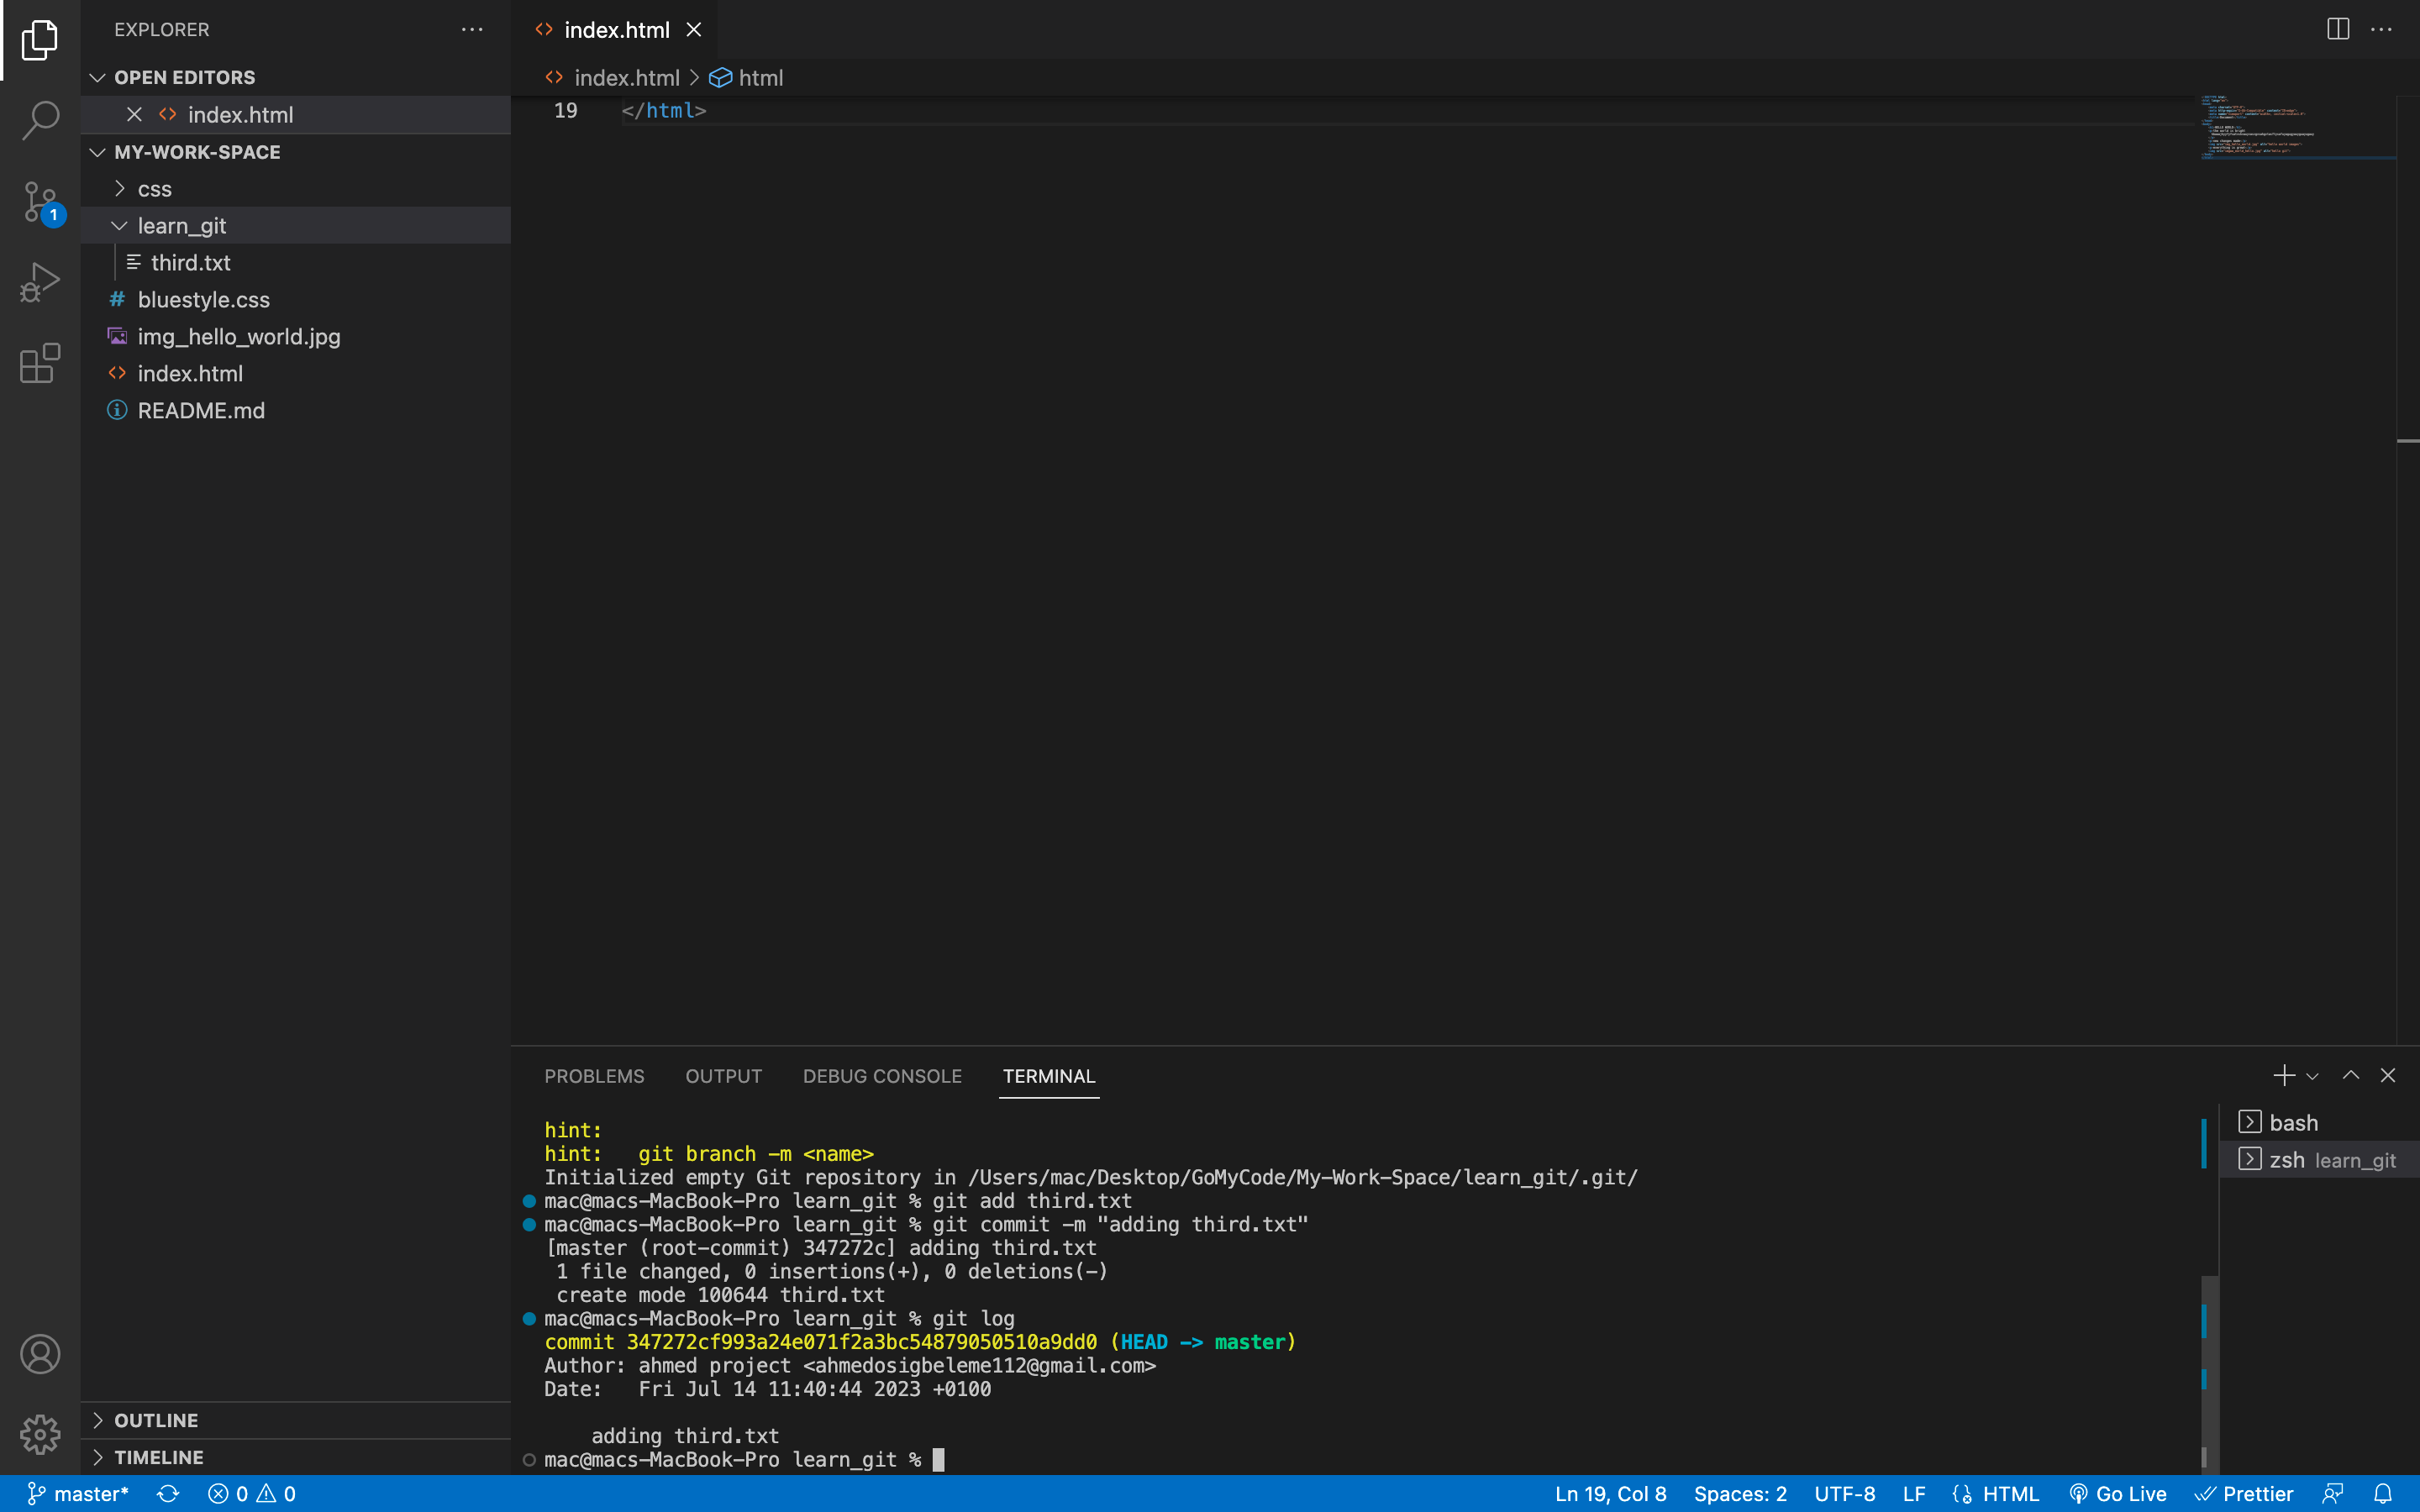 EXPLORER
OPEN EDITORS
index.html
MY-WORK-SPACE
css
learn_git
third.txt
bluestyle.css
img_hello_world.jpg
index.html
README.md
OUTLINE
TIMELINE
1
index.html
index.html > html
19 </html>
PROBLEMS OUTPUT DEBUG CONSOLE TERMINAL
hint:
hint:   git branch -m <name>
Initialized empty Git repository in /Users/mac/Desktop/GoMyCode/My-Work-Space/learn_git/.git/
mac@macs-MacBook-Pro learn_git % git add third.txt
mac@macs-MacBook-Pro learn_git % git commit -m "adding third.txt"
[master (root-commit) 347272c] adding third.txt
 1 file changed, 0 insertions(+), 0 deletions(-)
 create mode 100644 third.txt
mac@macs-MacBook-Pro learn_git % git log
commit 347272cf993a24e071f2a3bc54879050510a9dd0 (HEAD -> master)
Author: ahmed project <ahmedosigbeleme112@gmail.com>
Date:   Fri Jul 14 11:40:44 2023 +0100
    adding third.txt
mac@macs-MacBook-Pro learn_git %
bash
zsh learn_git
master* 0 0 Ln 19, Col 8 Spaces: 2 UTF-8 LF HTML Go Live Prettier